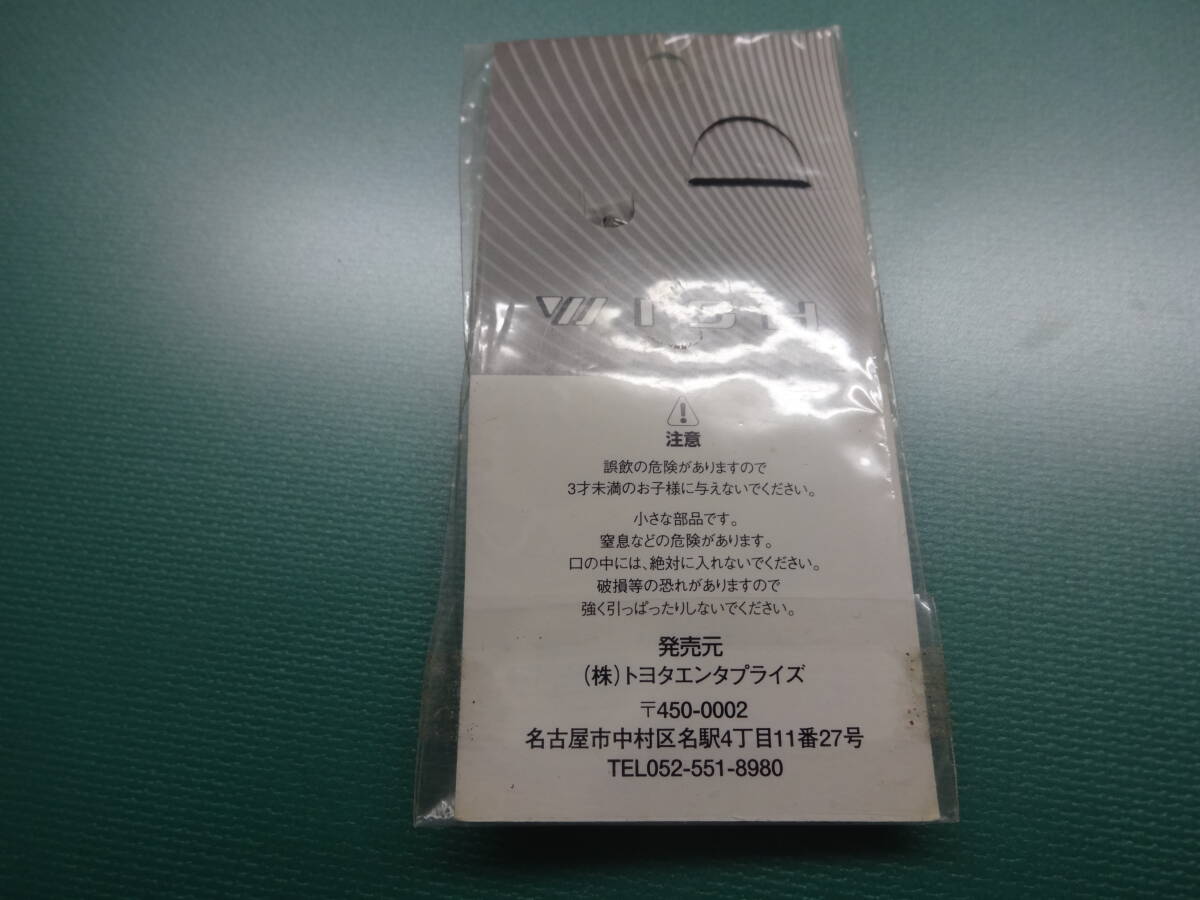 WISH
注意
誤飲の危険がありますので
3才未満のお子様に与えないでください。
小さな部品です。
窒息などの危険があります。
口の中には、絶対に入れないでください。
破損等の恐れがありますので
強く引っぱったりしないでください。
発売元
(株)トヨタエンタプライズ
〒450-0002
名古屋市中村区名駅4丁目11番27号
TEL052-551-8980